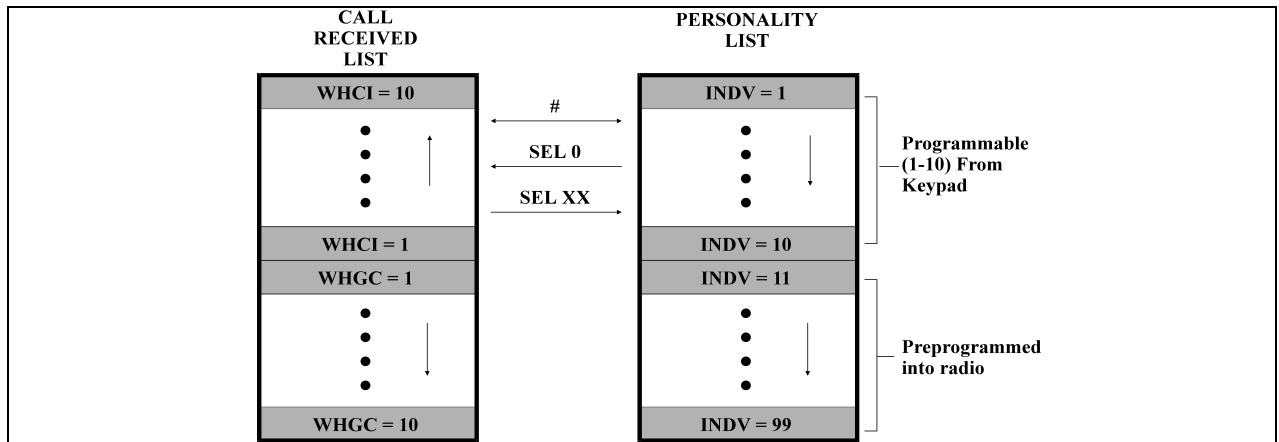 CALL
RECEIVED
LIST
PERSONALITY
LIST
WHCI = 10
INDV = 1
#
SEL 0
SEL XX
Programmable
(1-10) From
Keypad
WHCI = 1
INDV = 10
WHGC = 1
INDV = 11
Preprogrammed
into radio
WHGC = 10
INDV = 99